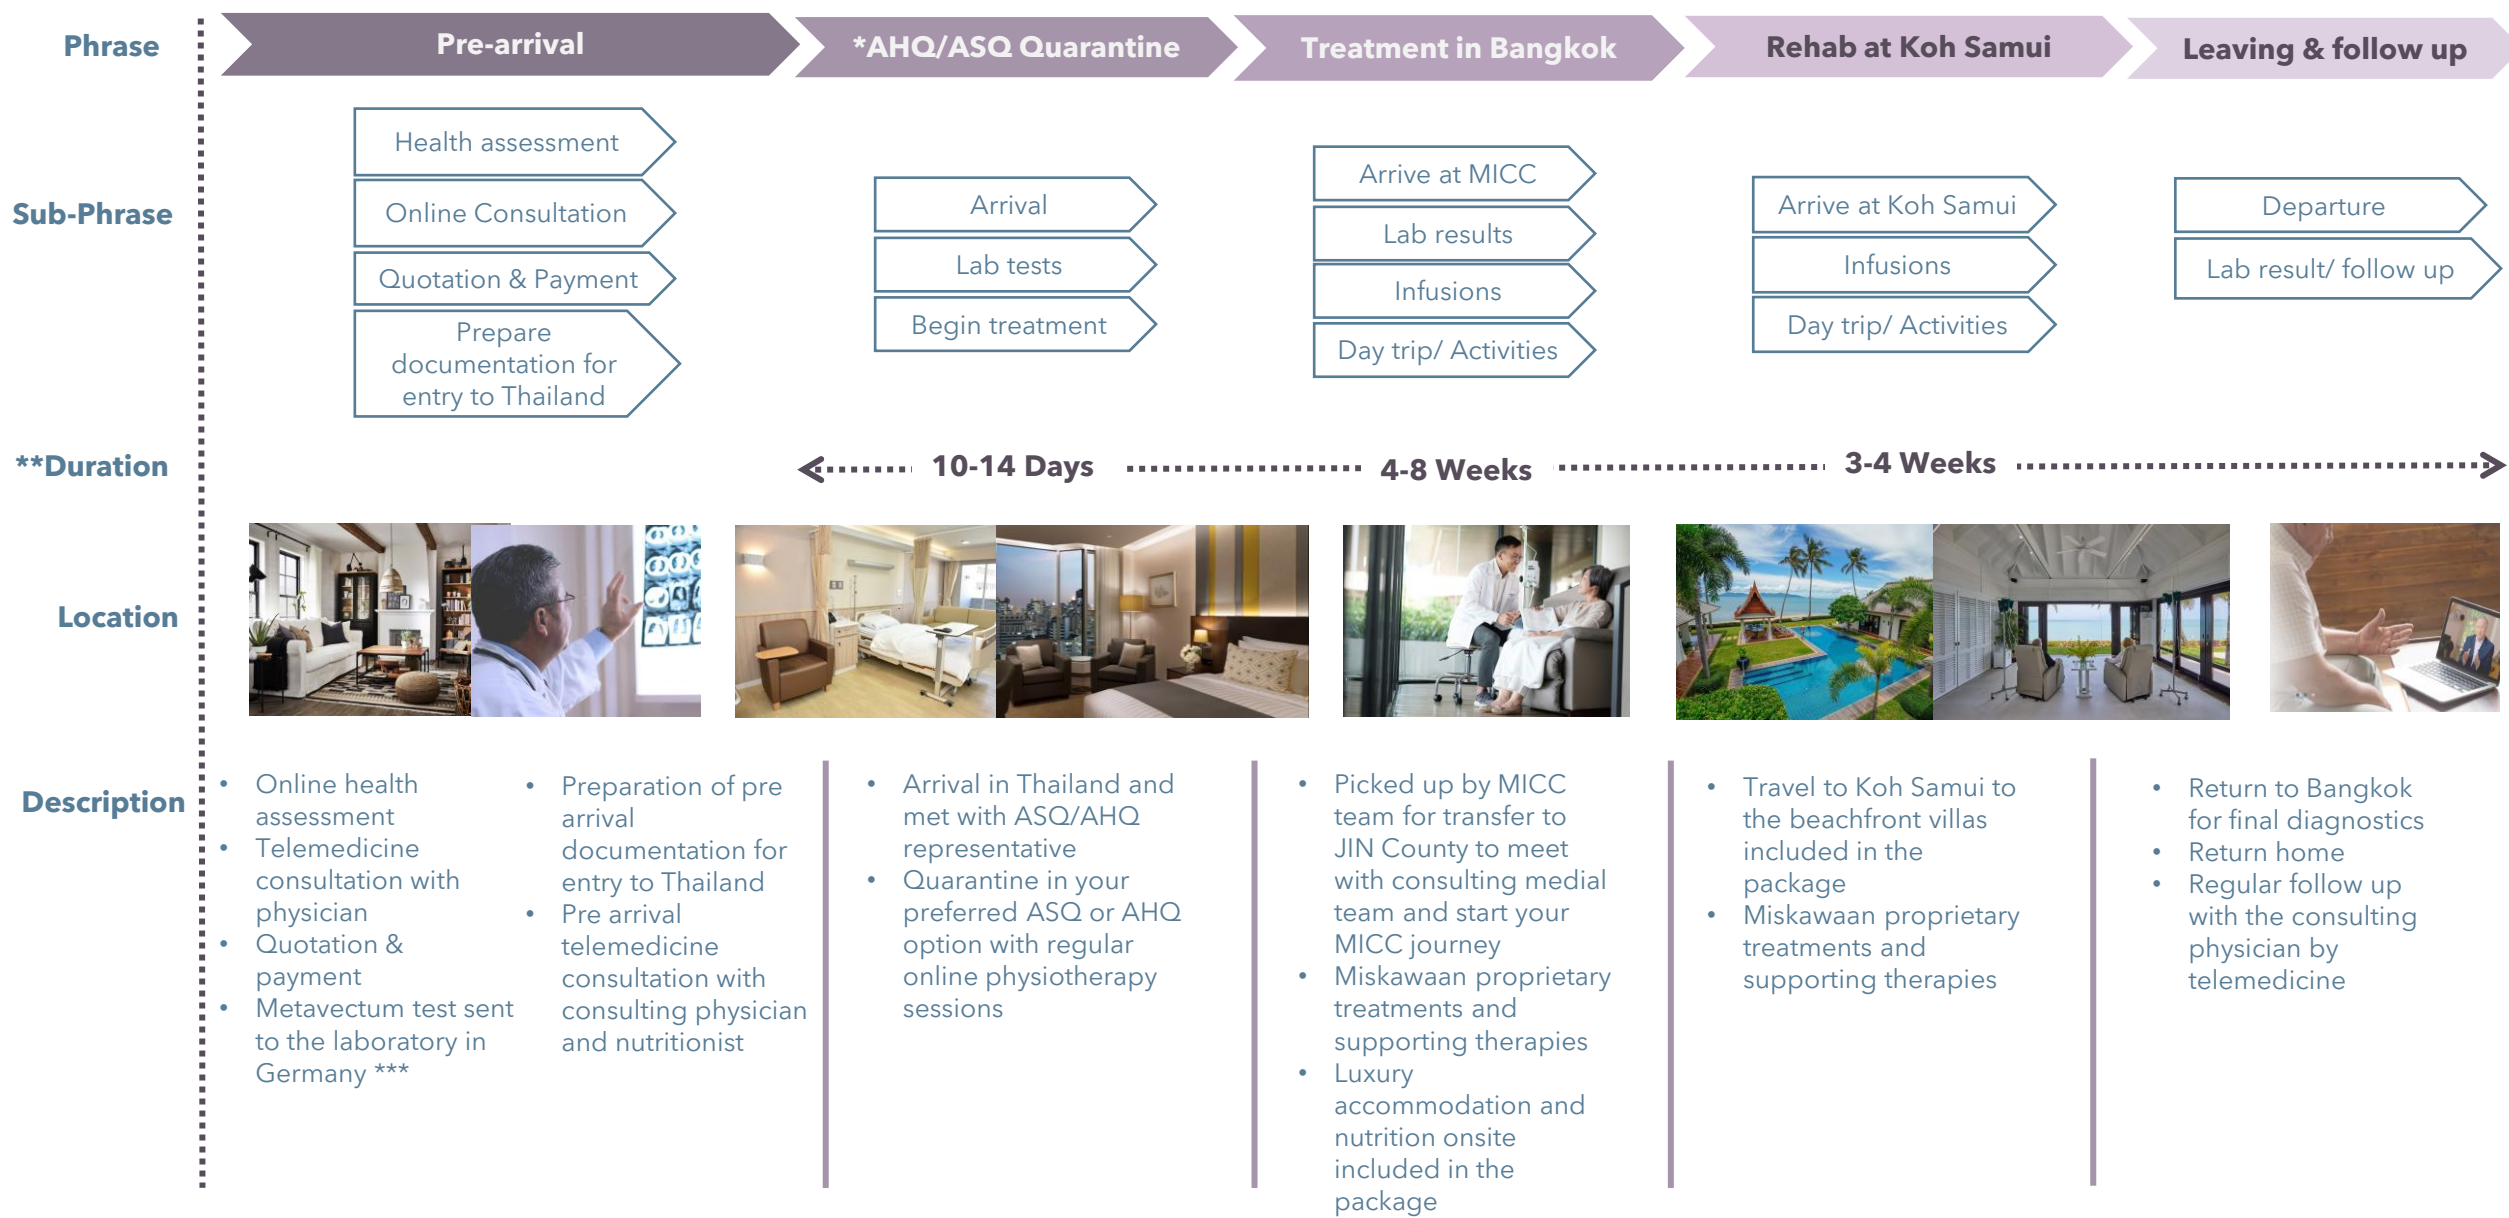 Phrase
Pre-arrival
*AHQ/ASQ Quarantine
Treatment in Bangkok
Rehab at Koh Samui
Leaving & follow up
Sub-Phrase
Health assessment
Online Consultation
Quotation & Payment
Prepare
documentation for
entry to Thailand
Arrival
Lab tests
Begin treatment
Arrive at MICC
Lab results
Infusions
Day trip/ Activities
Arrive at Koh Samui
Infusions
Day trip/ Activities
Departure
Lab result/ follow up
**Duration
10-14 Days
4-8 Weeks
3-4 Weeks
Location
Description
• Online health
assessment
• Telemedicine
consultation with
physician
• Quotation &
payment
• Metavectum test sent
to the laboratory in
Germany ***
• Preparation of pre
arrival
documentation for
entry to Thailand
• Pre arrival
telemedicine
consultation with
consulting physician
and nutritionist
• Arrival in Thailand and
met with ASQ/AHQ
representative
• Quarantine in your
preferred ASQ or AHQ
option with regular
online physiotherapy
sessions
• Picked up by MICC
team for transfer to
JIN County to meet
with consulting medial
team and start your
MICC journey
• Miskawaan proprietary
treatments and
supporting therapies
• Luxury
accommodation and
nutrition onsite
included in the
package
• Travel to Koh Samui to
the beachfront villas
included in the
package
• Miskawaan proprietary
treatments and
supporting therapies
• Return to Bangkok
for final diagnostics
• Return home
• Regular follow up
with the consulting
physician by
telemedicine